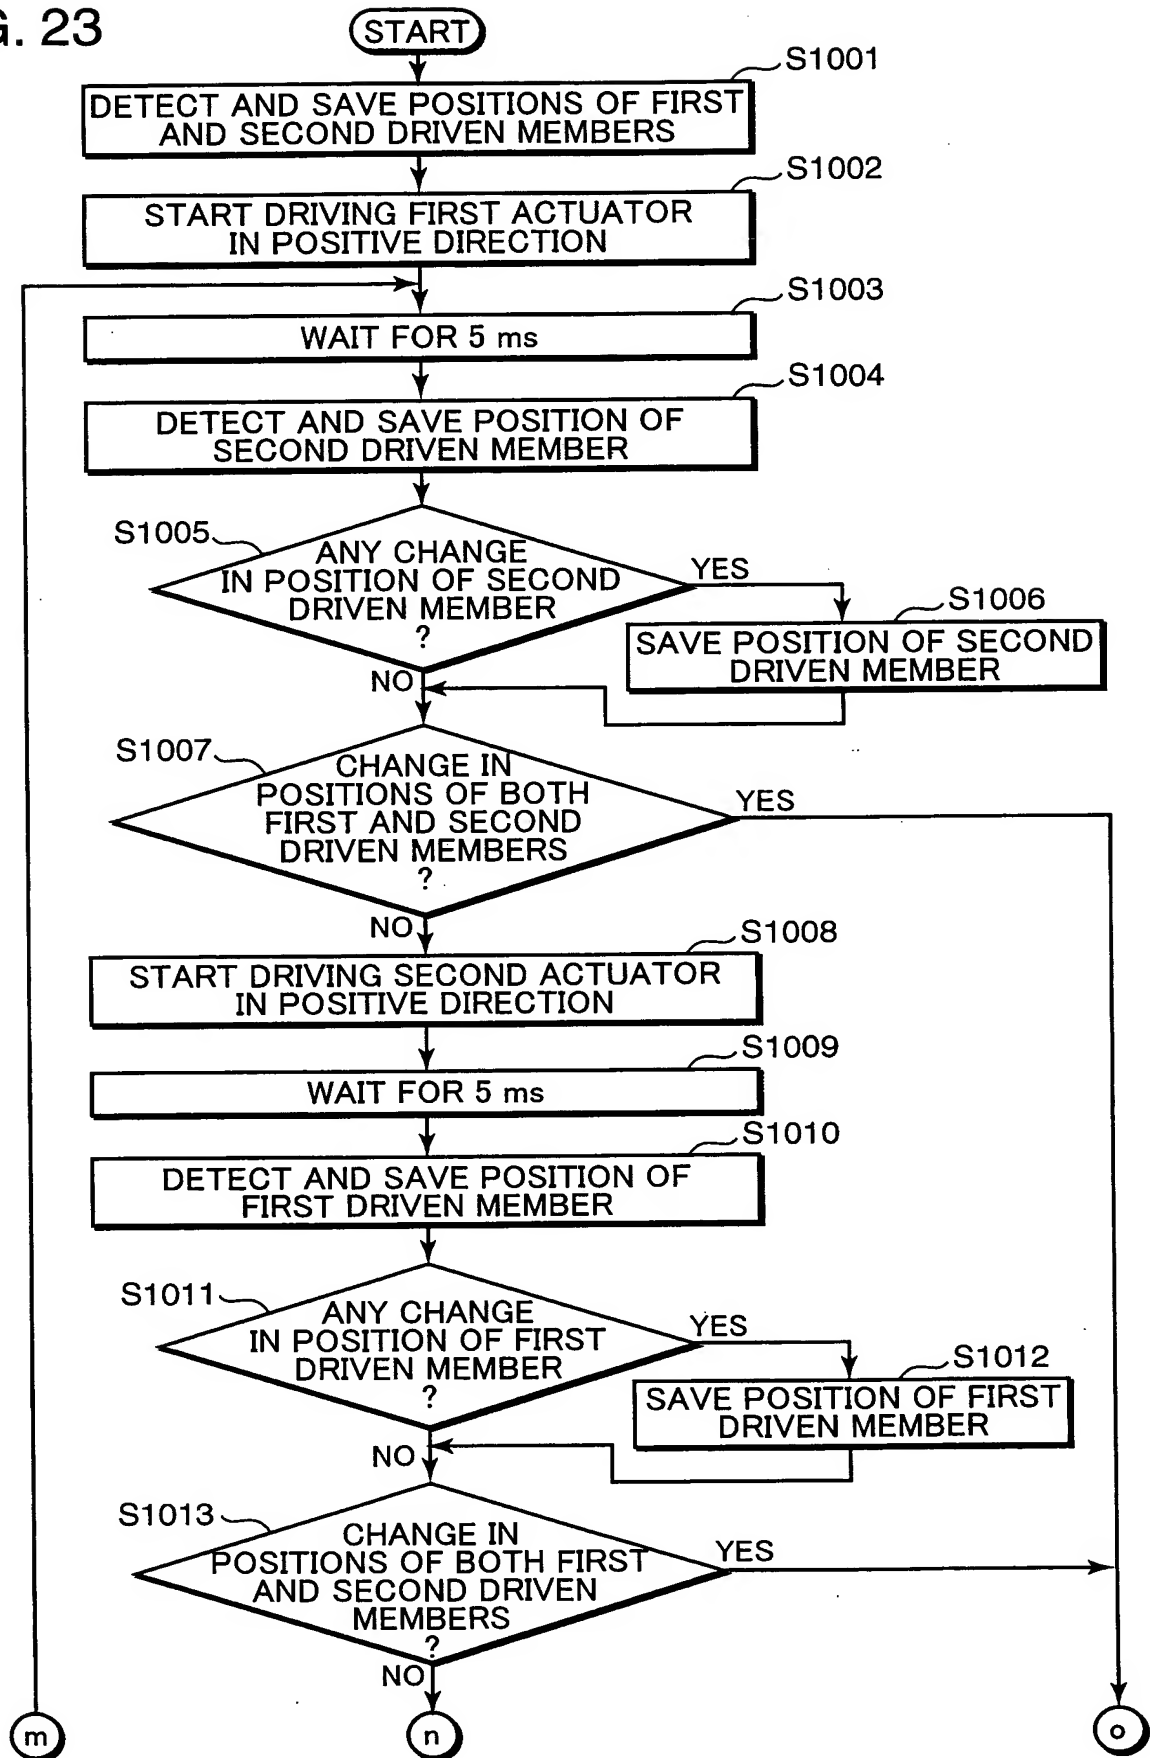 G. 23
START
S1001
DETECT AND SAVE POSITIONS OF FIRST
AND SECOND DRIVEN MEMBERS
S1002
START DRIVING FIRST ACTUATOR
IN POSITIVE DIRECTION
S1003
WAIT FOR 5 ms
S1004
DETECT AND SAVE POSITION OF
SECOND DRIVEN MEMBER
S1005
ANY CHANGE
IN POSITION OF SECOND
DRIVEN MEMBER
?
YES
S1006
SAVE POSITION OF SECOND
DRIVEN MEMBER
NO
S1007
CHANGE IN
POSITIONS OF BOTH
FIRST AND SECOND
DRIVEN MEMBERS
?
YES
NO
S1008
START DRIVING SECOND ACTUATOR
IN POSITIVE DIRECTION
S1009
WAIT FOR 5 ms
S1010
DETECT AND SAVE POSITION OF
FIRST DRIVEN MEMBER
S1011
ANY CHANGE
IN POSITION OF FIRST
DRIVEN MEMBER
?
YES
S1012
SAVE POSITION OF FIRST
DRIVEN MEMBER
NO
S1013
CHANGE IN
POSITIONS OF BOTH FIRST
AND SECOND DRIVEN
MEMBERS
?
YES
NO
m
n
o